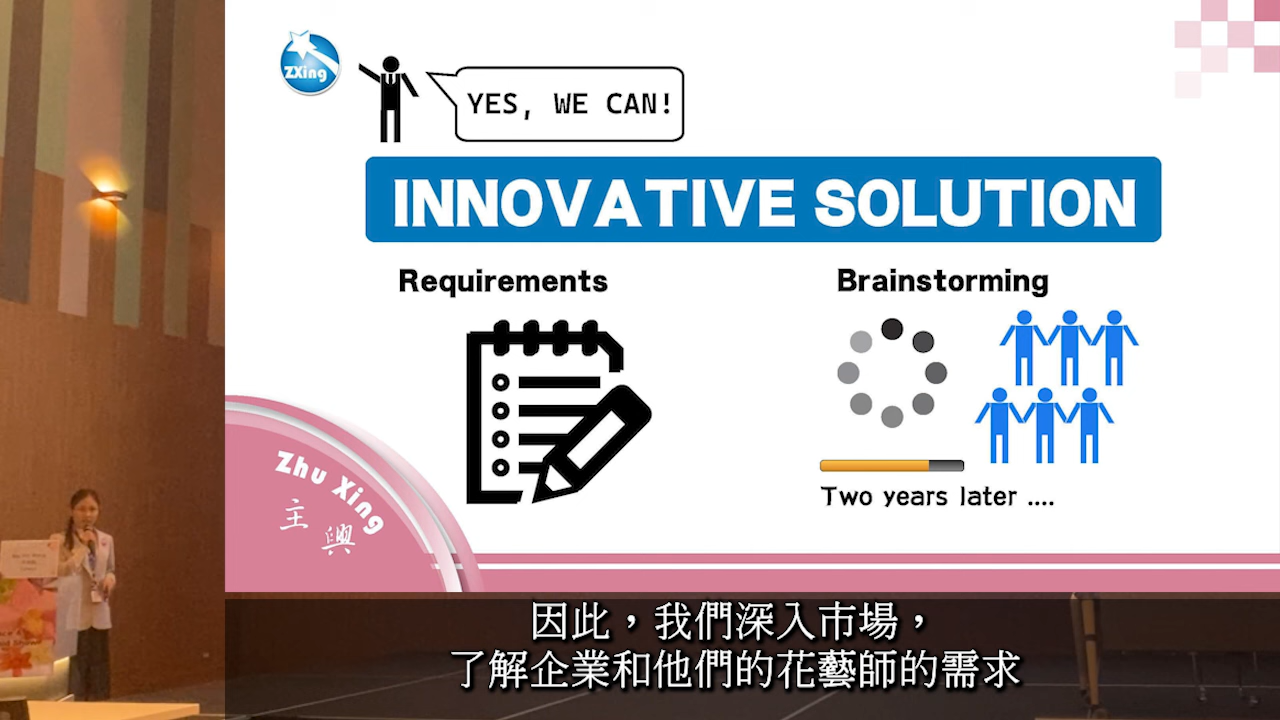 ZXing
YES, WE CAN!
INNOVATIVE SOLUTION
Requirements
Brainstorming
Two years later ....
Zhu Xing
主興
因此，我們深入市場，
了解企業和他們的花藝師的需求